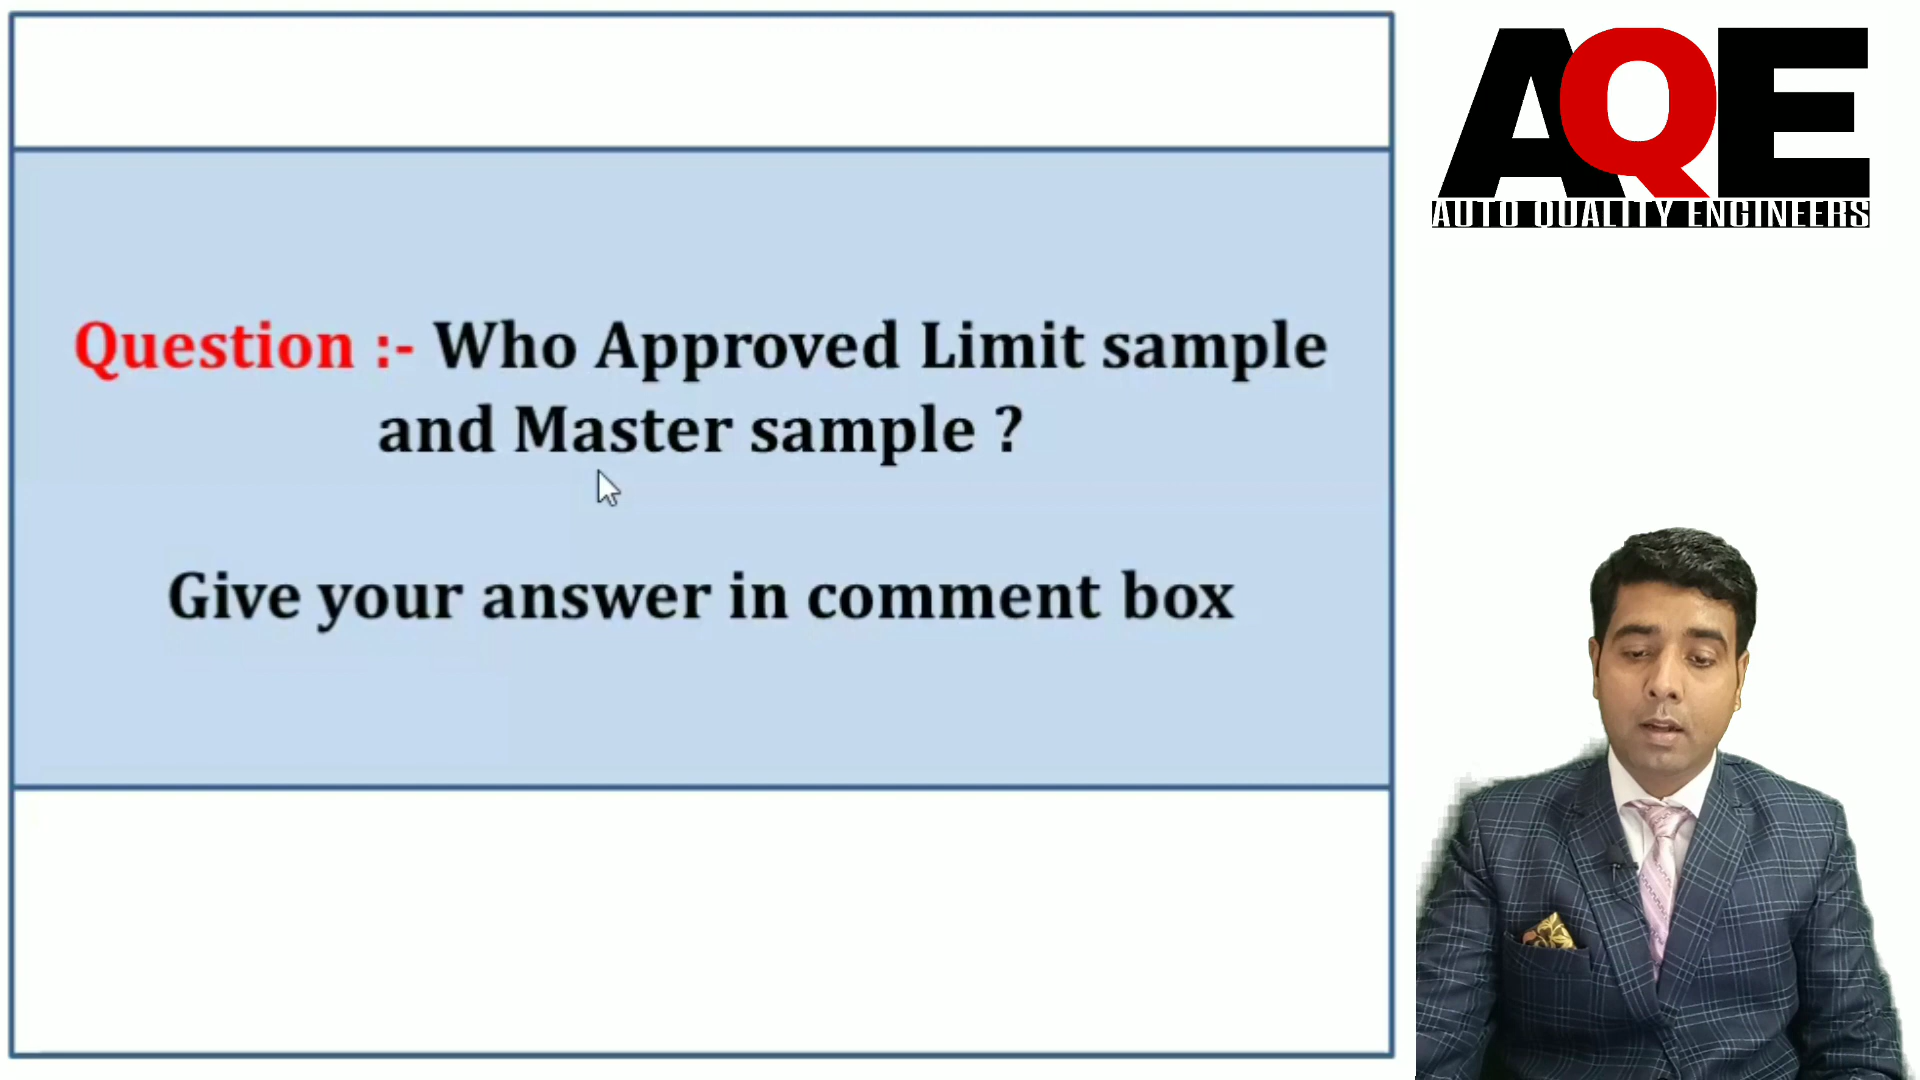 Question :- Who Approved Limit sample
and Master sample ?
Give your answer in comment box
AQE
AUTO QUALITY ENGINEERS